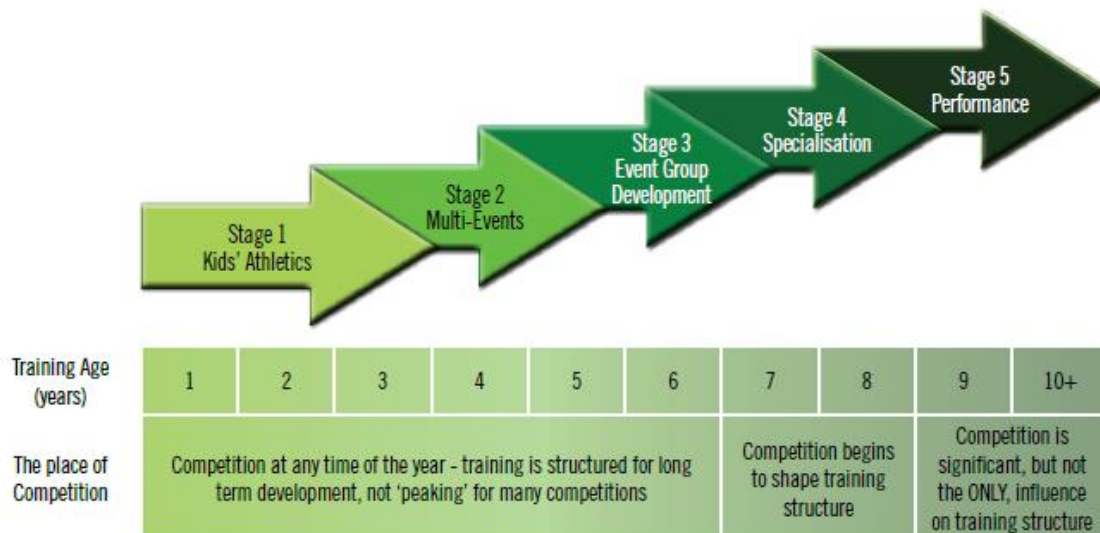 Stage 1
Kids' Athletics
Stage 2
Multi-Events
Stage 3
Event Group
Development
Stage 4
Specialisation
Stage 5
Performance
Training Age
(years)
1 2 3 4 5 6 7 8 9 10+
The place of
Competition
Competition at any time of the year - training is structured for long
term development, not 'peaking' for many competitions
Competition begins
to shape training
structure
Competition is
significant, but not
the ONLY, influence
on training structure